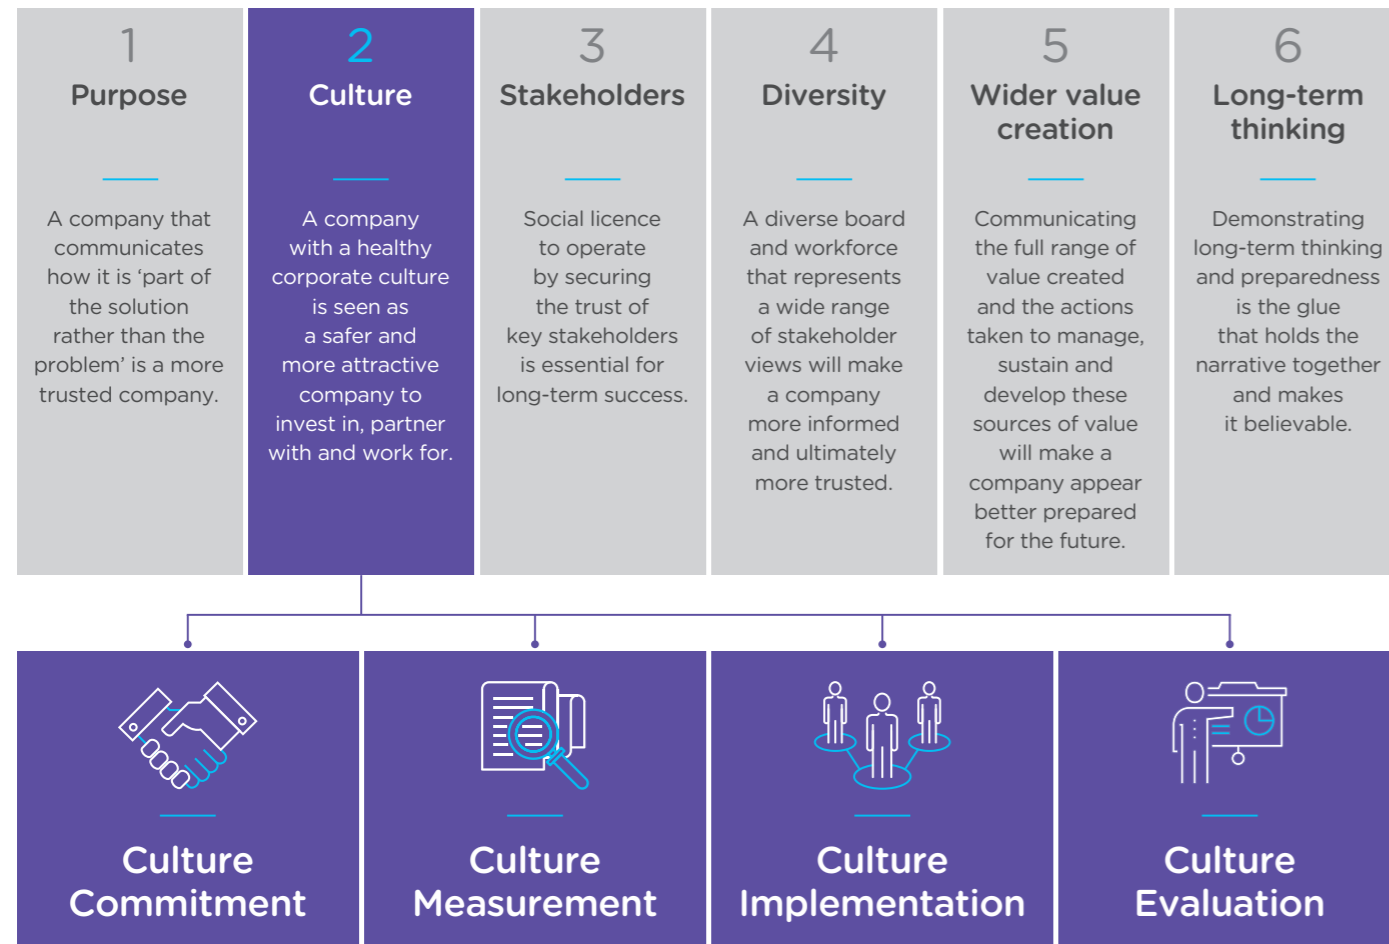 1
Purpose
A company that
communicates
how it is ‘part of
the solution
rather than the
problem’ is a more
trusted company.
2
Culture
A company
with a healthy
corporate culture
is seen as
a safer and
more attractive
company to
invest in, partner
with and work for.
3
Stakeholders
Social licence
to operate
by securing
the trust of
key stakeholders
is essential for
long-term success.
4
Diversity
A diverse board
and workforce
that represents
a wide range
of stakeholder
views will make
a company
more informed
and ultimately
more trusted.
5
Wider value
creation
Communicating
the full range of
value created
and the actions
taken to manage,
sustain and
develop these
sources of value
will make a
company appear
better prepared
for the future.
6
Long-term
thinking
Demonstrating
long-term thinking
and preparedness
is the glue
that holds the
narrative together
and makes
it believable.
Culture
Commitment
Culture
Measurement
Culture
Implementation
Culture
Evaluation